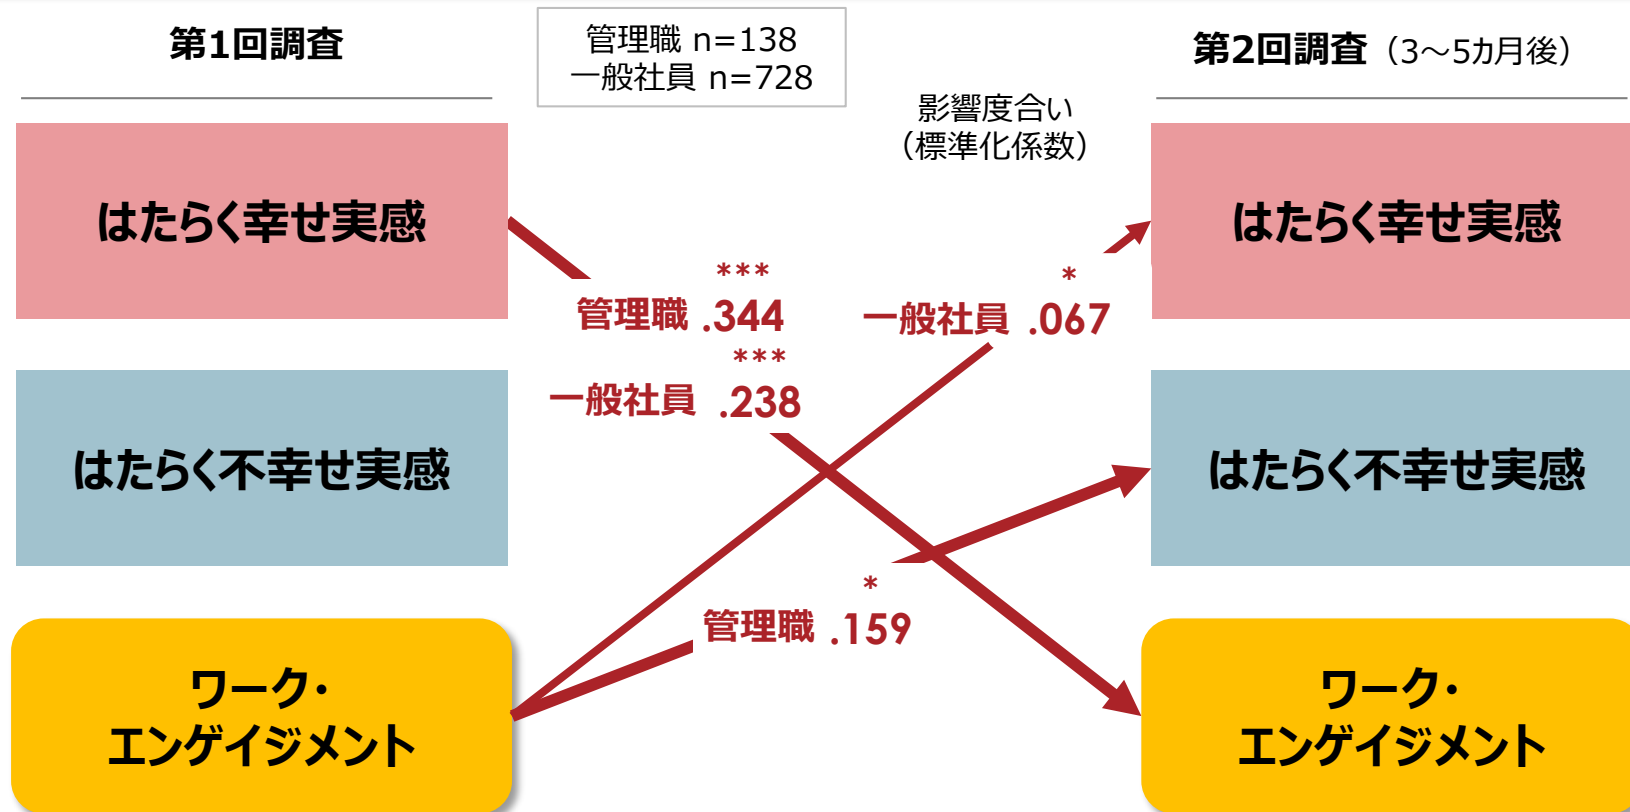 第1回調査
管理職 n=138
一般社員 n=728
第2回調査（3～5カ月後）
影響度合い
（標準化係数）
はたらく幸せ実感
はたらく幸せ実感
***
管理職 .344
*
一般社員 .067
***
一般社員 .238
はたらく不幸せ実感
はたらく不幸せ実感
*
管理職 .159
ワーク・
エンゲイジメント
ワーク・
エンゲイジメント